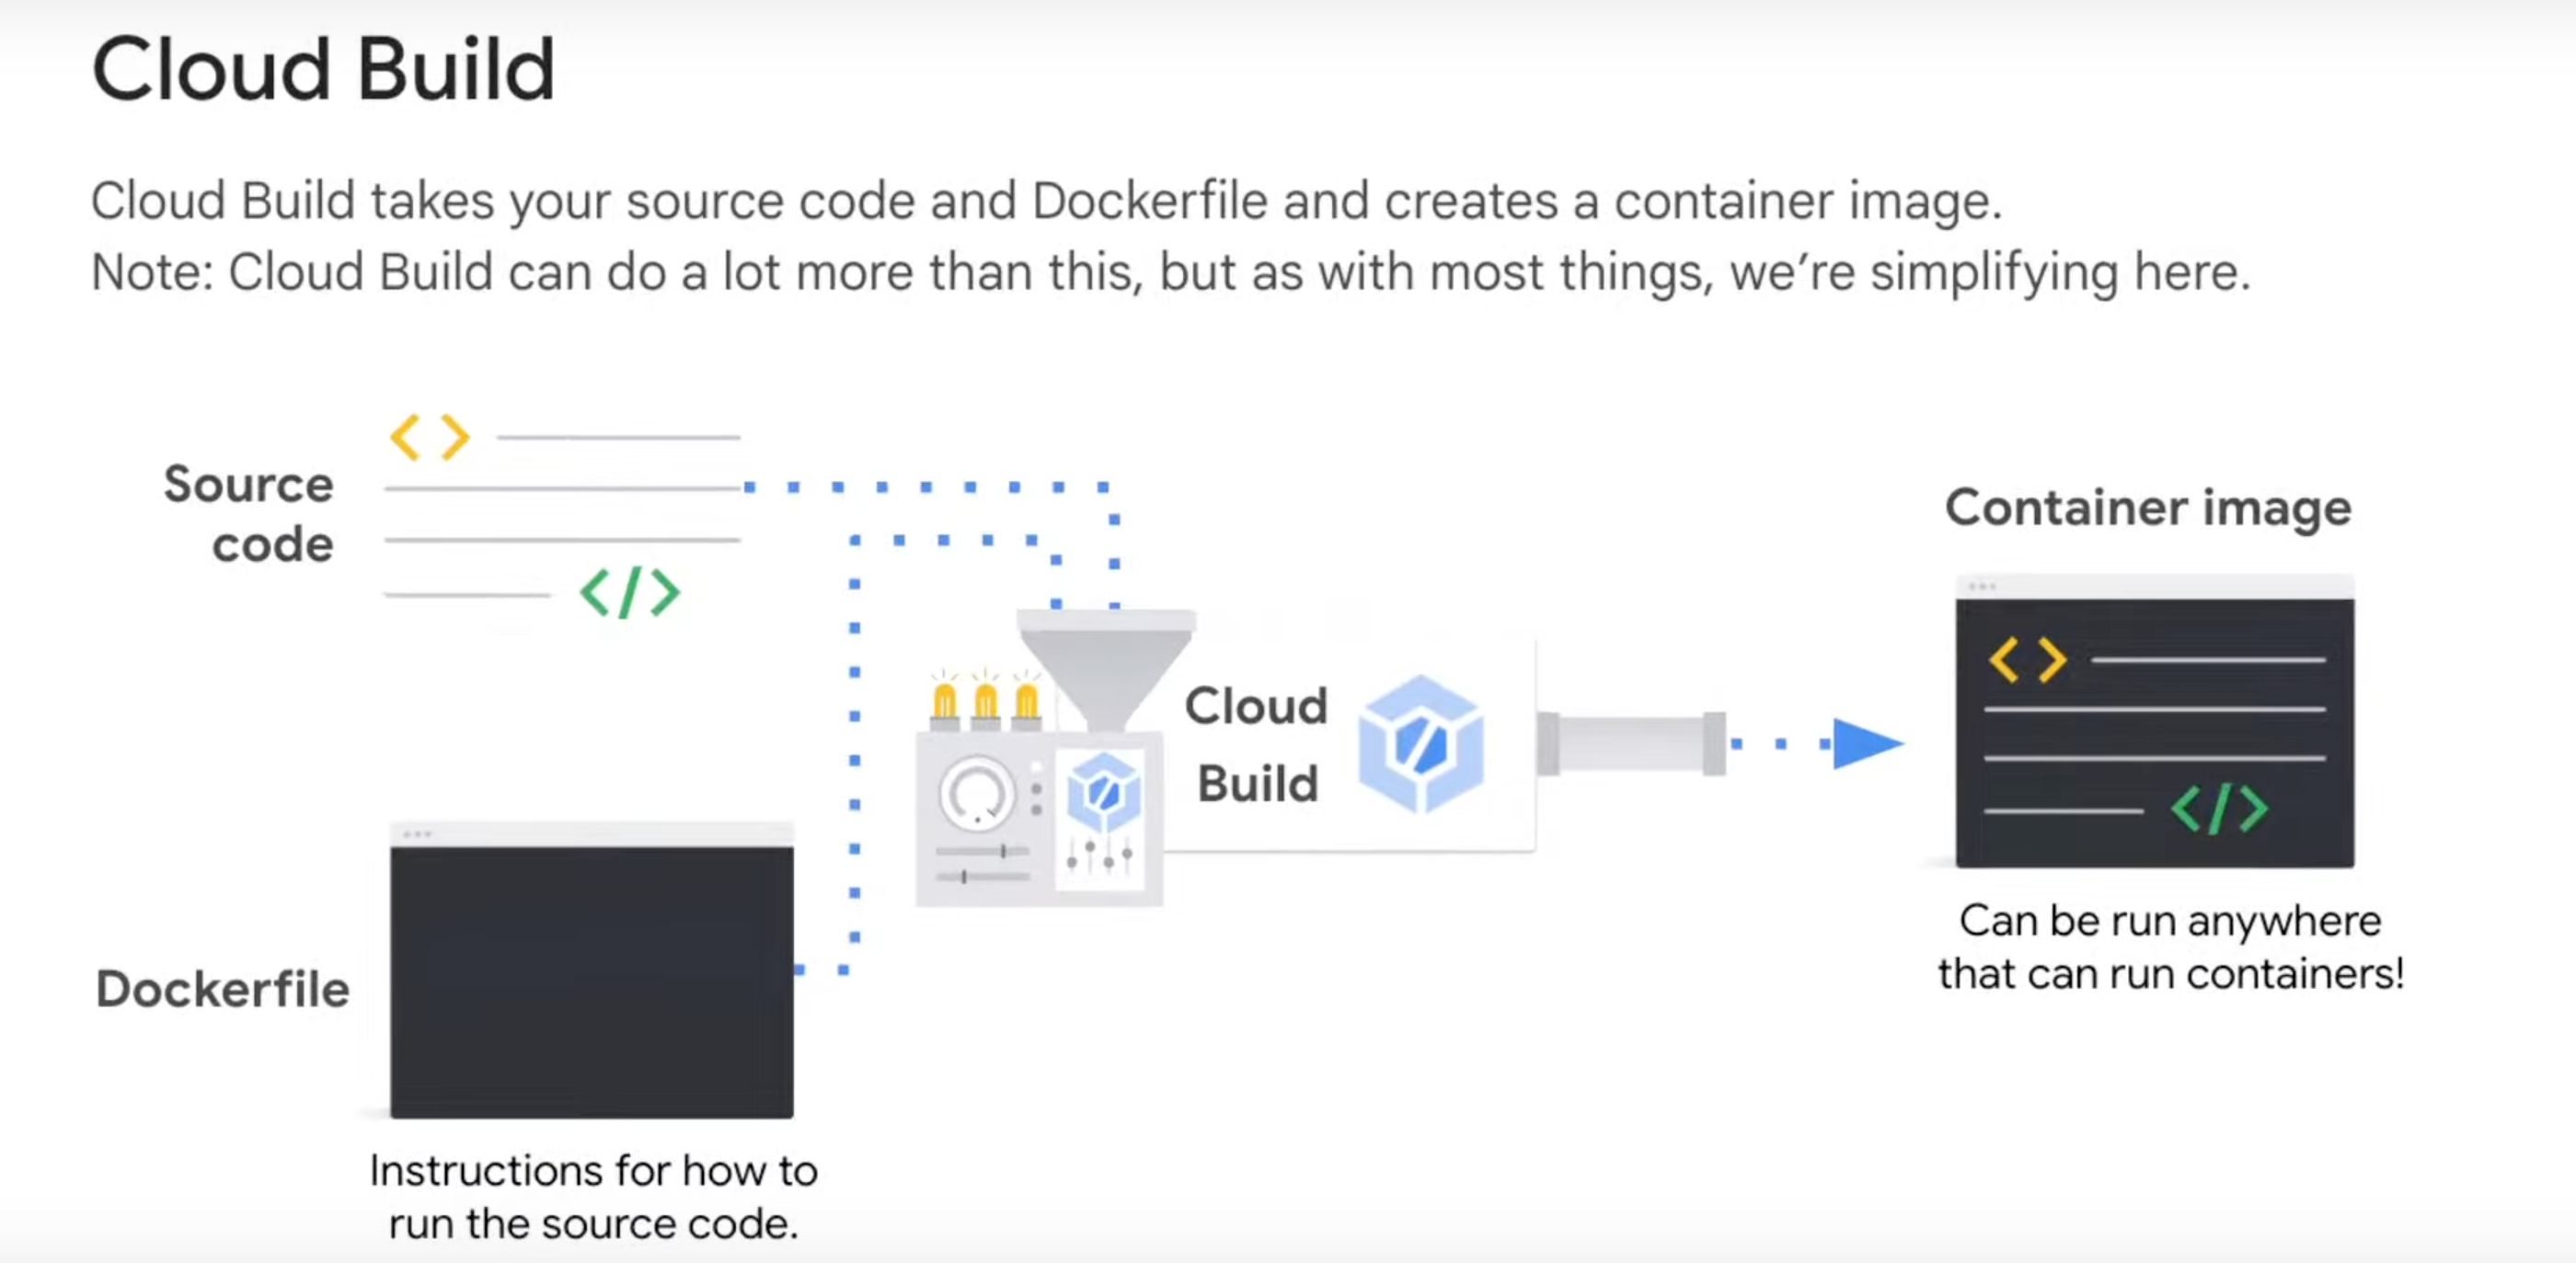 Cloud Build
Cloud Build takes your source code and Dockerfile and creates a container image.
Note: Cloud Build can do a lot more than this, but as with most things, we’re simplifying here.
Source
code
< >
</>
Dockerfile
Instructions for how to
run the source code.
Cloud
Build
Container image
< >
</>
Can be run anywhere
that can run containers!